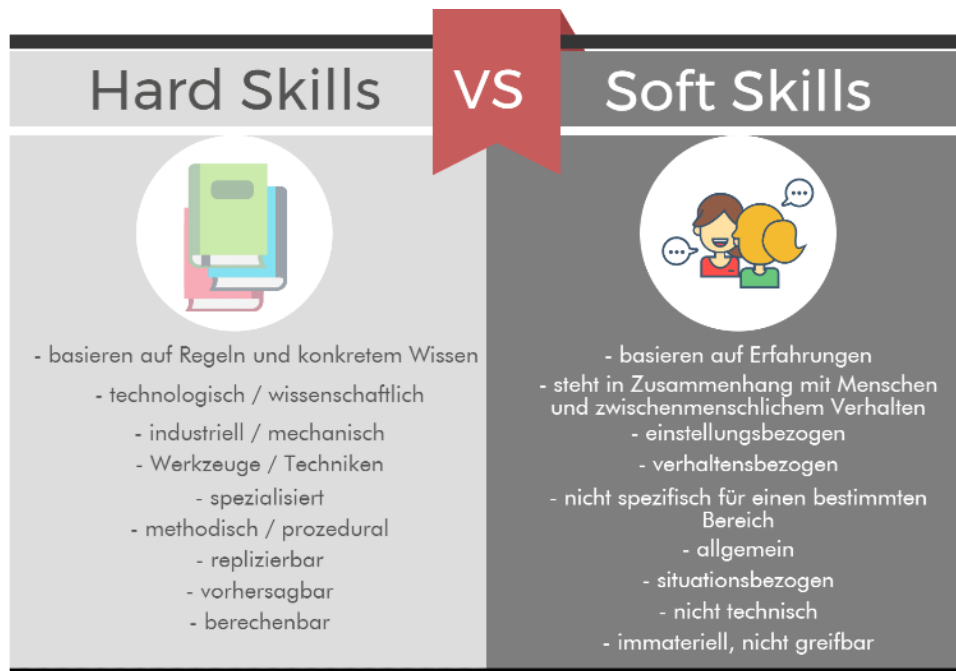 Hard Skills
VS
Soft Skills
- basieren auf Regeln und konkretem Wissen
- technologisch / wissenschaftlich
- industriell / mechanisch
- Werkzeuge / Techniken
- spezialisiert
- methodisch / prozedural
- replizierbar
- vorhersagbar
- berechenbar
- basieren auf Erfahrungen
- steht in Zusammenhang mit Menschen
und zwischenmenschlichem Verhalten
- einstellungsbezogen
- verhaltensbezogen
- nicht spezifisch für einen bestimmten
Bereich
- allgemein
- situationsbezogen
- nicht technisch
- immateriell, nicht greifbar